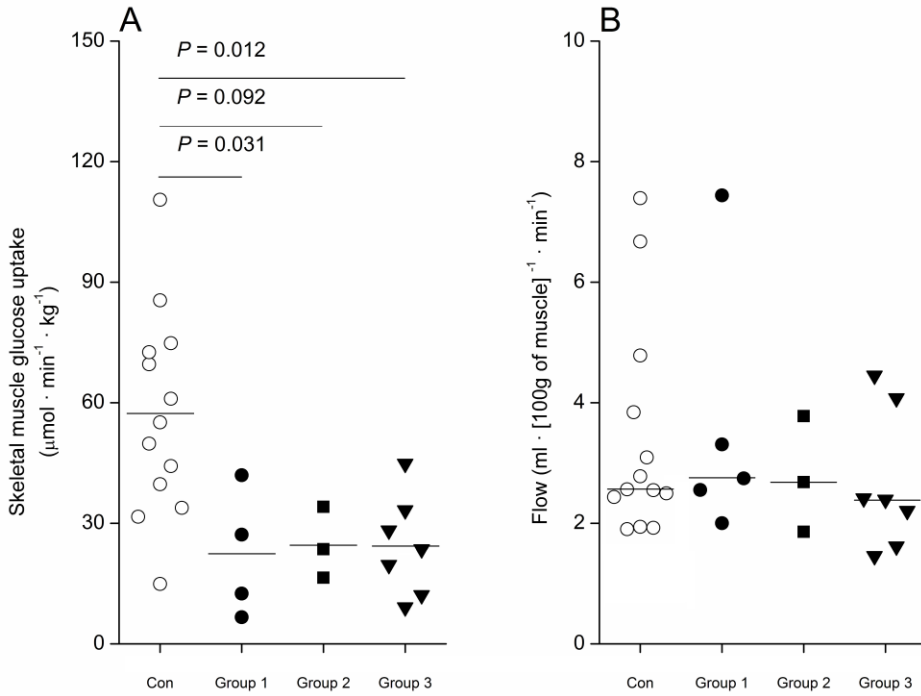 A
Skeletal muscle glucose uptake
(μmol · min⁻¹ · kg⁻¹)
150
120
90
60
30
0
P = 0.012
P = 0.092
P = 0.031
Con Group 1 Group 2 Group 3
B
Flow (ml · [100g of muscle]⁻¹ · min⁻¹)
10
8
6
4
2
0
Con Group 1 Group 2 Group 3